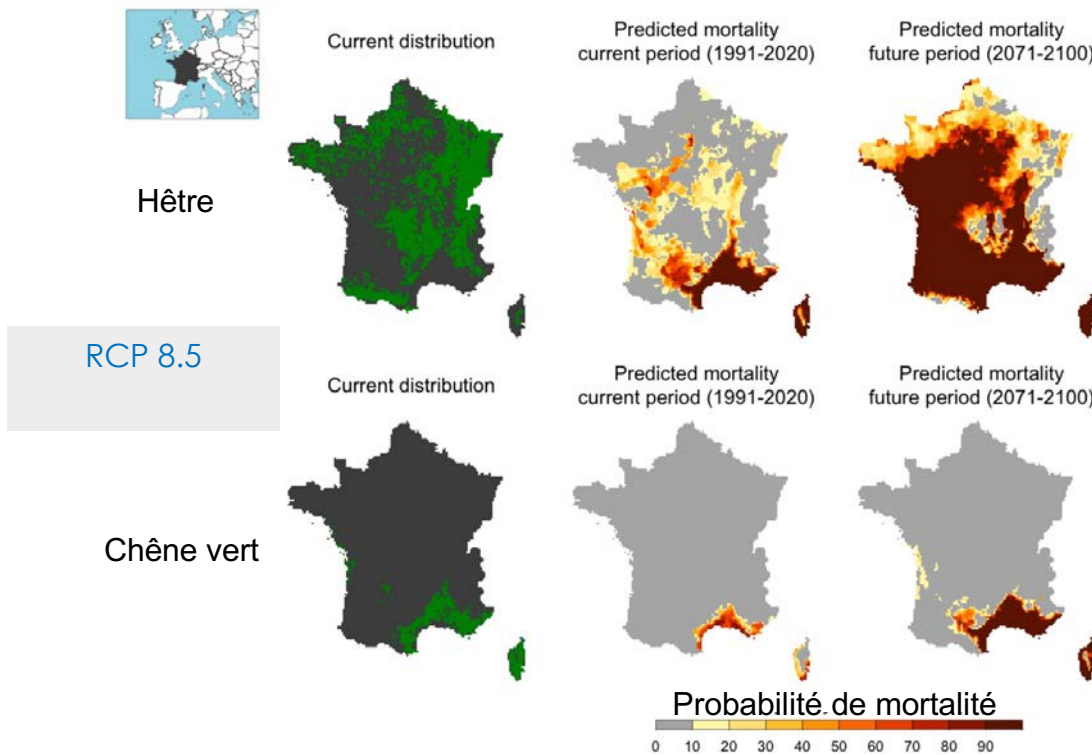 Current distribution
Predicted mortality
current period (1991-2020)
Predicted mortality
future period (2071-2100)
Hêtre
RCP 8.5
Current distribution
Predicted mortality
current period (1991-2020)
Predicted mortality
future period (2071-2100)
Chêne vert
Probabilité de mortalité
0 10 20 30 40 50 60 70 80 90